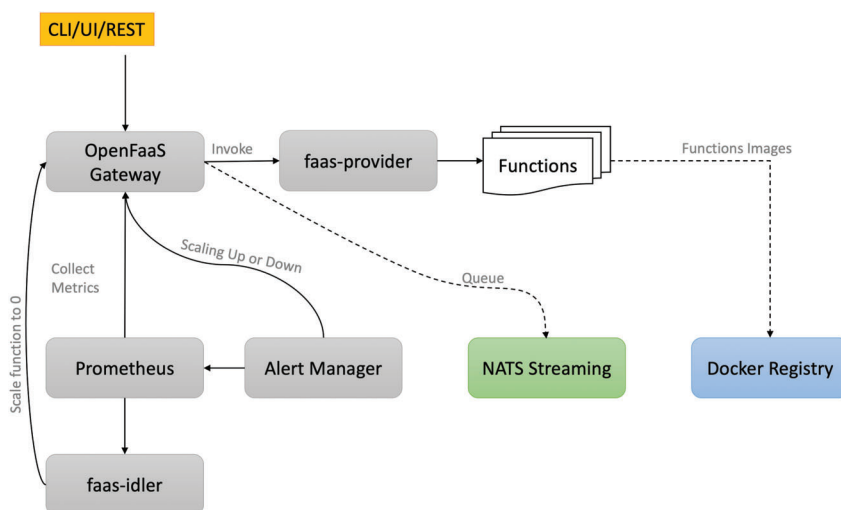 CLI/UI/REST
OpenFaaS
Gateway
Invoke
faas-provider
Functions
Functions Images
Scaling Up or Down
Collect
Metrics
Queue
Scale function to 0
Prometheus
Alert Manager
NATS Streaming
Docker Registry
faas-idler